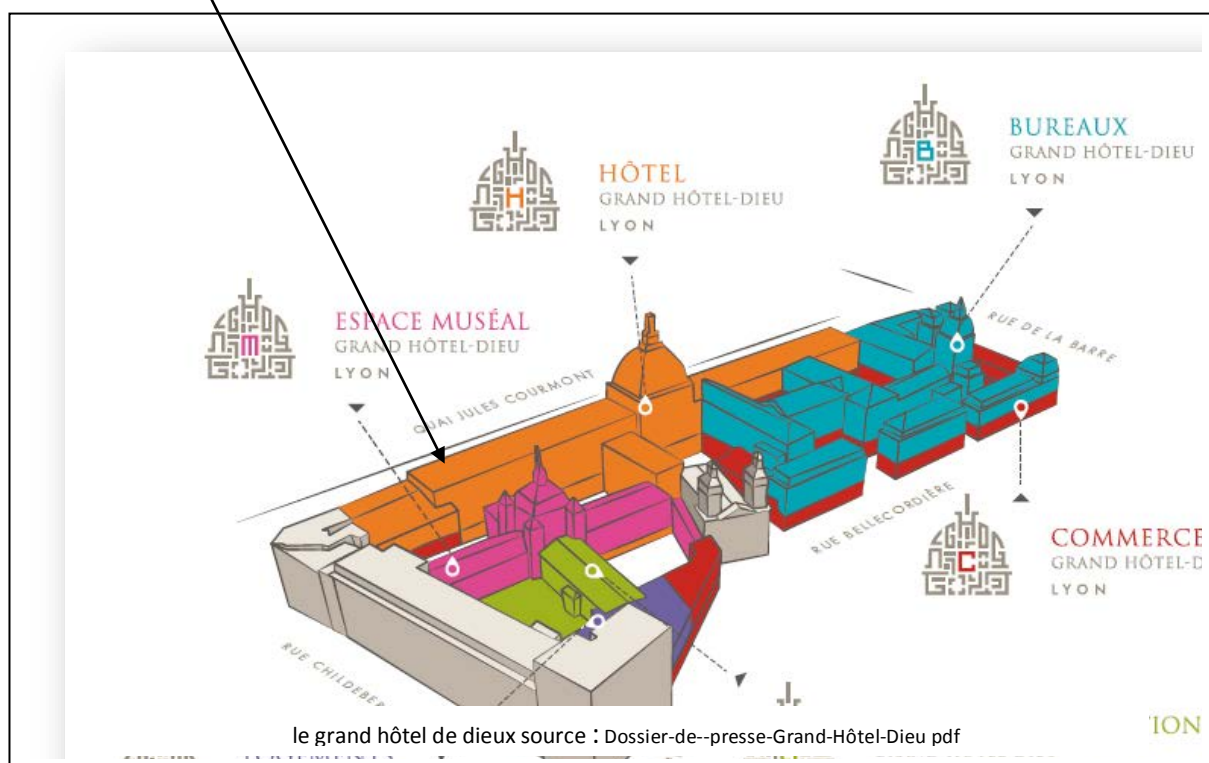 BUREAUX
GRAND HÔTEL-DIEU
LYON
B
HÔTEL
GRAND HÔTEL-DIEU
LYON
H
ESPACE MUSÉAL
GRAND HÔTEL-DIEU
LYON
M
QUAI JULES COURMONT
RUE DE LA BARRE
RUE BELLECORDIÈRE
COMMERCE
GRAND HÔTEL-D
LYON
C
RUE CHILDEBER
le grand hôtel de dieux source : Dossier-de--presse-Grand-Hôtel-Dieu pdf
TION